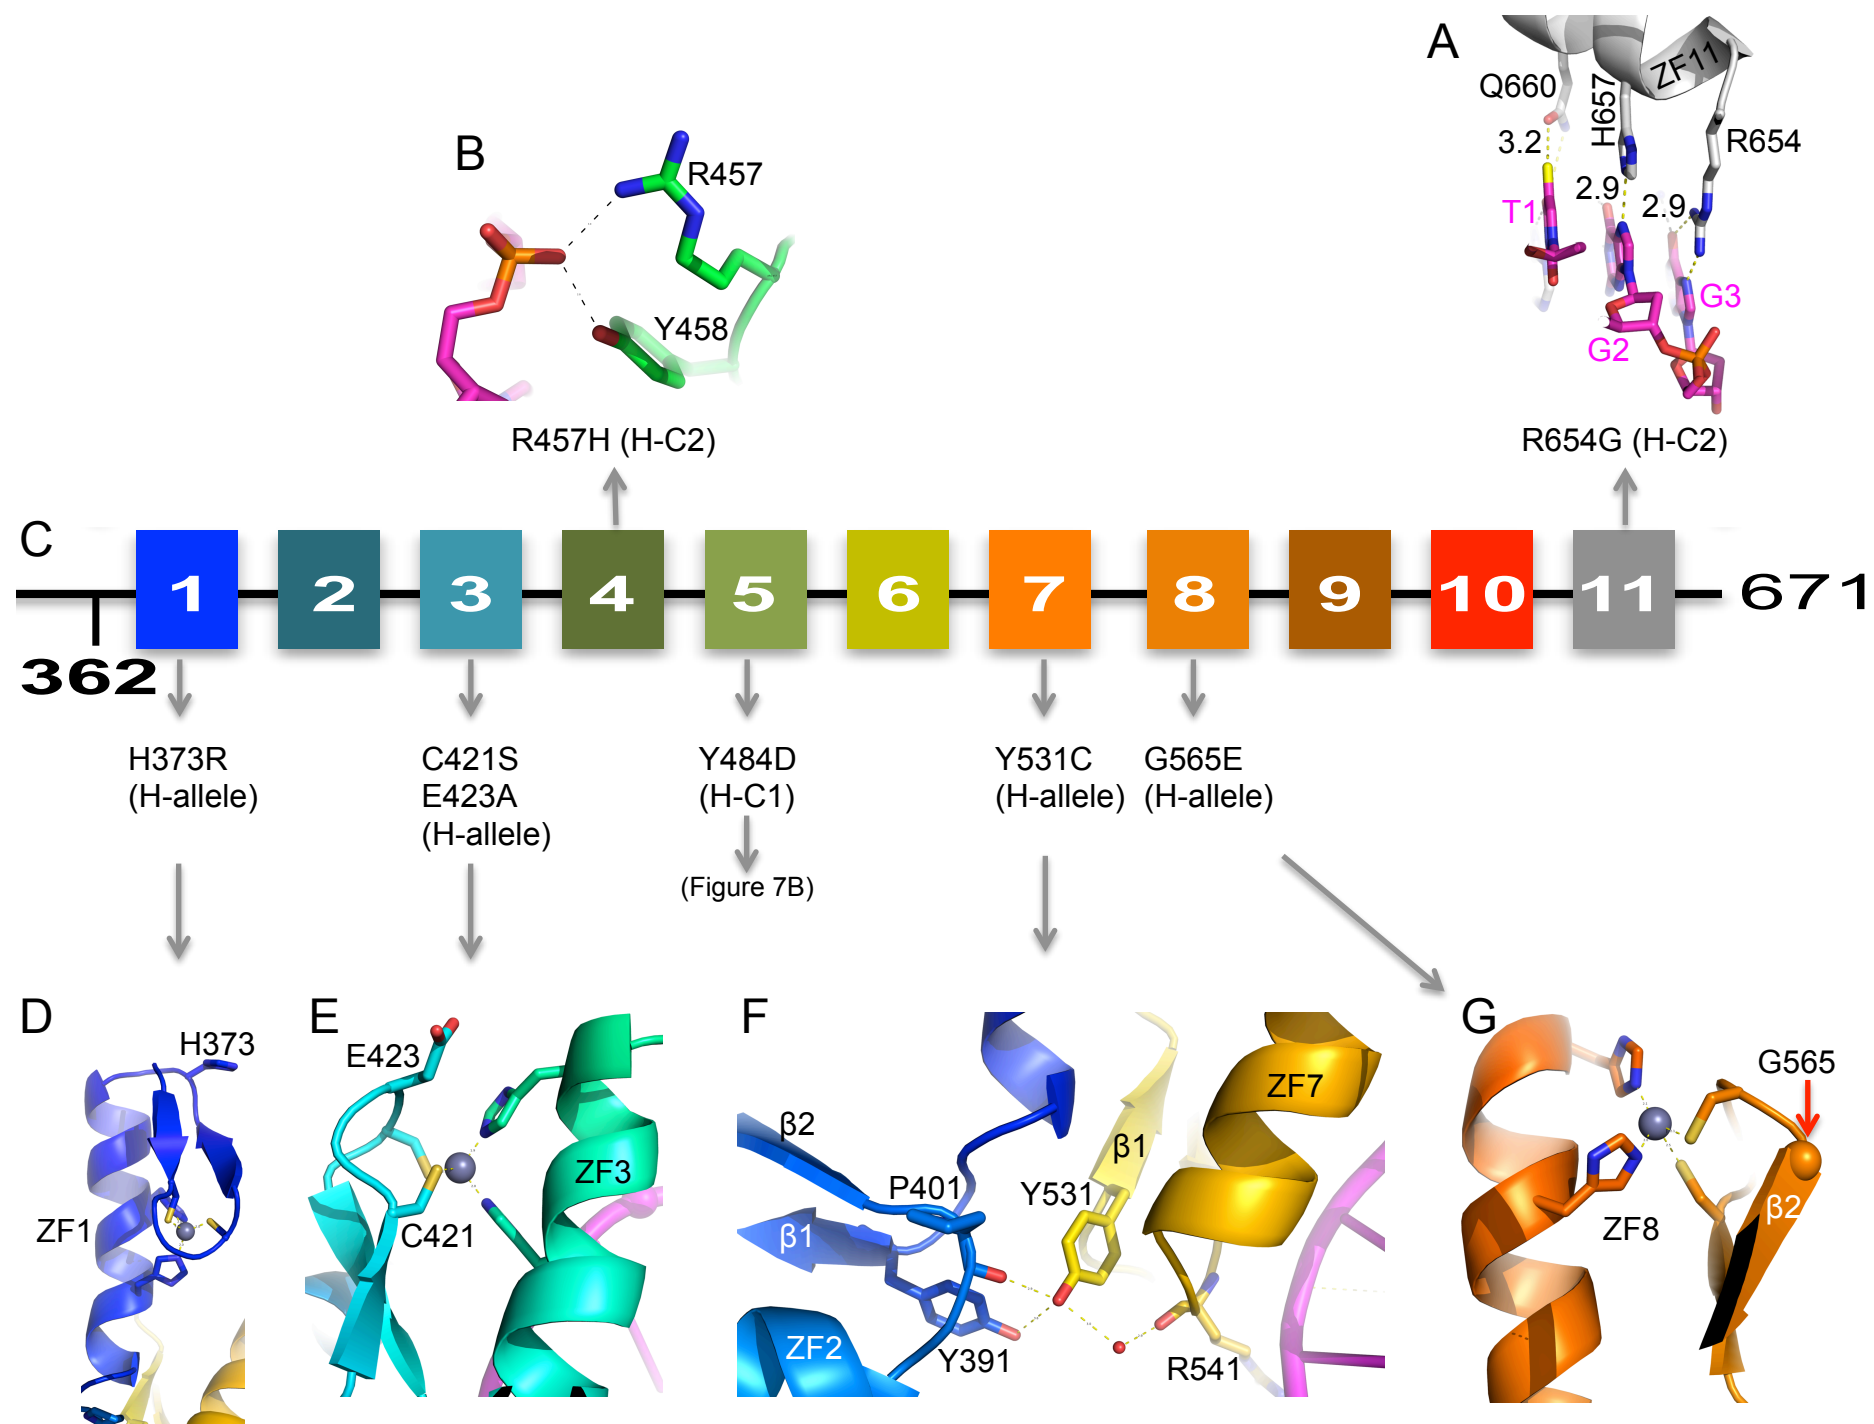 A
Q660
H657
ZF11
3.2
R654
2.9
2.9
T1
G3
G2
R654G (H-C2)
B
R457
Y458
R457H (H-C2)
C
1 2 3 4 5 6 7 8 9 10 11
671
362
H373R
(H-allele)
C421S
E423A
(H-allele)
Y484D
(H-C1)
(Figure 7B)
Y531C
(H-allele)
G565E
(H-allele)
D
H373
ZF1
E
E423
ZF3
C421
F
ZF7
β2
β1
P401
Y531
β1
ZF2
Y391
R541
G
G565
β2
ZF8